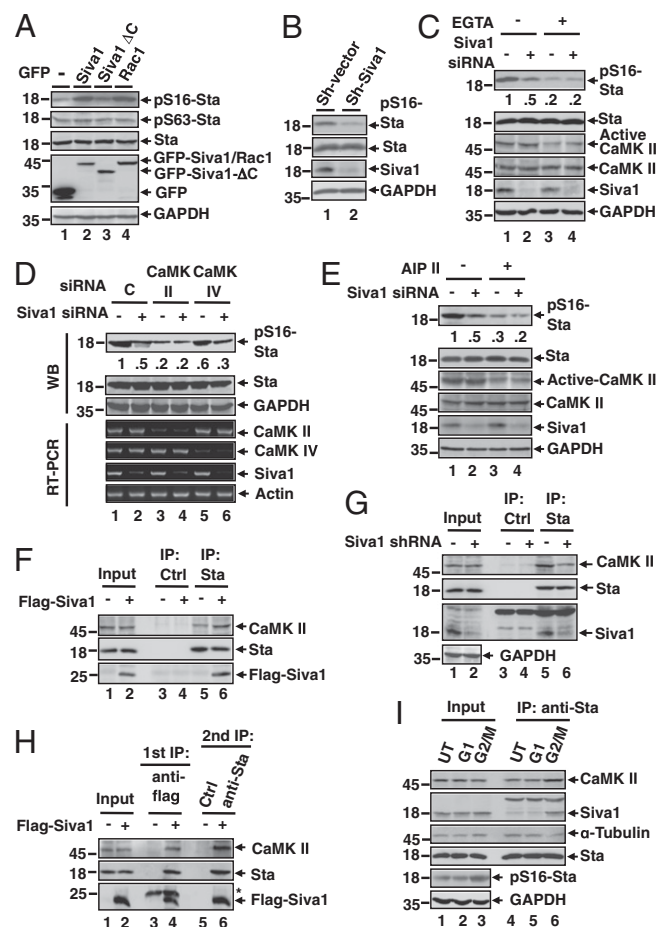 A
GFP - Siva1 Siva1 ΔC Rac1
18 pS16-Sta
18 pS63-Sta
18 Sta
45 GFP-Siva1/Rac1
GFP-Siva1-ΔC
35 GFP
35 GAPDH
1 2 3 4
B
Sh-vector Sh-Siva1
pS16-
18 Sta
Sta
18 Siva1
35 GAPDH
1 2
C
EGTA - +
Siva1 siRNA - + - +
18 pS16-Sta
1 .5 .2 .2
18 Sta
45 Active CaMK II
45 CaMK II
18 Siva1
35 GAPDH
1 2 3 4
D
siRNA C CaMK II CaMK IV
Siva1 siRNA - + - + - +
WB
18 pS16-Sta
1 .5 .2 .2 .6 .3
18 Sta
35 GAPDH
RT-PCR
CaMK II
CaMK IV
Siva1
Actin
1 2 3 4 5 6
E
AIP II - +
Siva1 siRNA - + - +
18 pS16-Sta
1 .5 .3 .2
18 Sta
45 Active-CaMK II
45 CaMK II
18 Siva1
35 GAPDH
1 2 3 4
F
Input IP: Ctrl IP: Sta
Flag-Siva1 - + - + - +
45 CaMK II
18 Sta
25 Flag-Siva1
1 2 3 4 5 6
G
Input IP: Ctrl IP: Sta
Siva1 shRNA - + - + - +
45 CaMK II
18 Sta
18 Siva1
35 GAPDH
1 2 3 4 5 6
H
Input 1st IP: anti-flag 2nd IP: Ctrl anti-Sta
Flag-Siva1 - + - + - +
45 CaMK II
18 Sta
25 *
Flag-Siva1
1 2 3 4 5 6
I
Input IP: anti-Sta
UT G1 G2/M UT G1 G2/M
45 CaMK II
18 Siva1
45 α-Tubulin
18 Sta
18 pS16-Sta
35 GAPDH
1 2 3 4 5 6